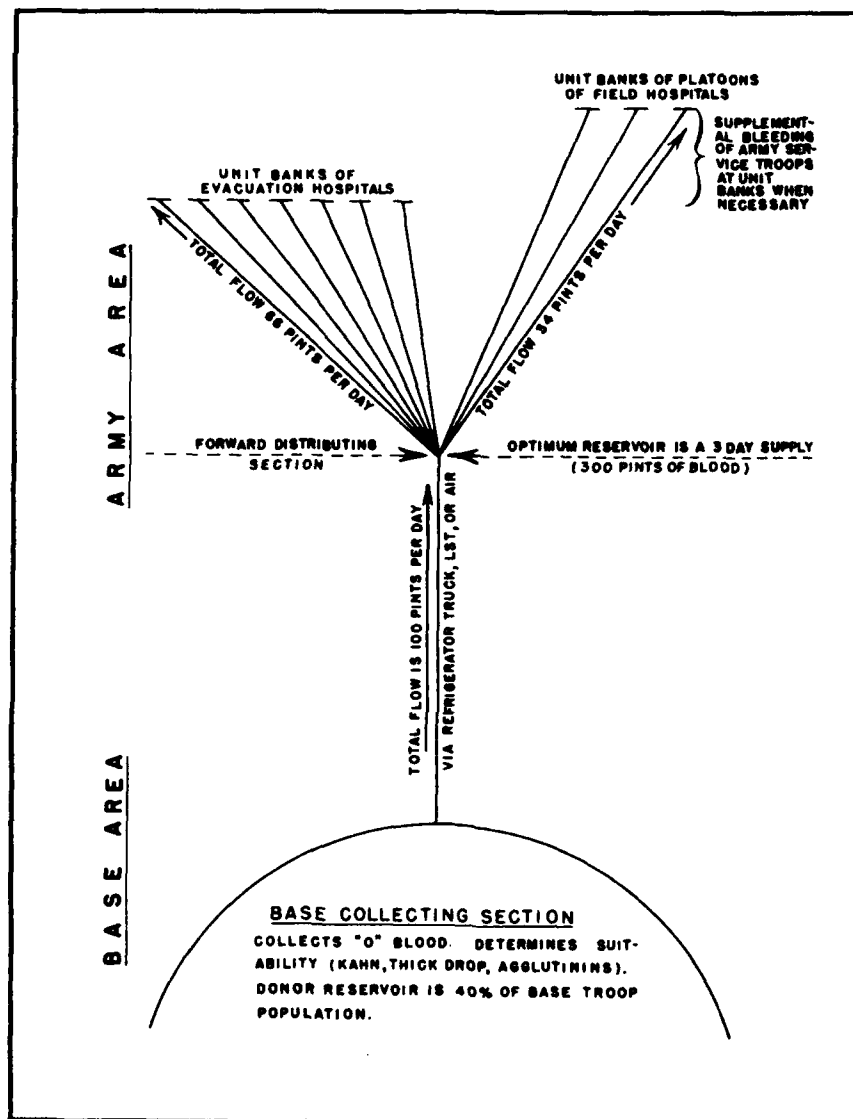 UNIT BANKS OF PLATOONS
OF FIELD HOSPITALS
SUPPLEMENT-
AL BLEEDING
OF ARMY SER-
VICE TROOPS
AT UNIT
BANKS WHEN
NECESSARY
UNIT BANKS OF
EVACUATION HOSPITALS
TOTAL FLOW 66 PINTS PER DAY
TOTAL FLOW 34 PINTS PER DAY
ARMY AREA
FORWARD DISTRIBUTING
SECTION
OPTIMUM RESERVOIR IS A 3 DAY SUPPLY
(300 PINTS OF BLOOD)
TOTAL FLOW IS 100 PINTS PER DAY
VIA REFRIGERATOR TRUCK, LST, OR AIR
BASE AREA
BASE COLLECTING SECTION
COLLECTS "O" BLOOD. DETERMINES SUIT-
ABILITY (KAHN, THICK DROP, AGGLUTININS).
DONOR RESERVOIR IS 40% OF BASE TROOP
POPULATION.